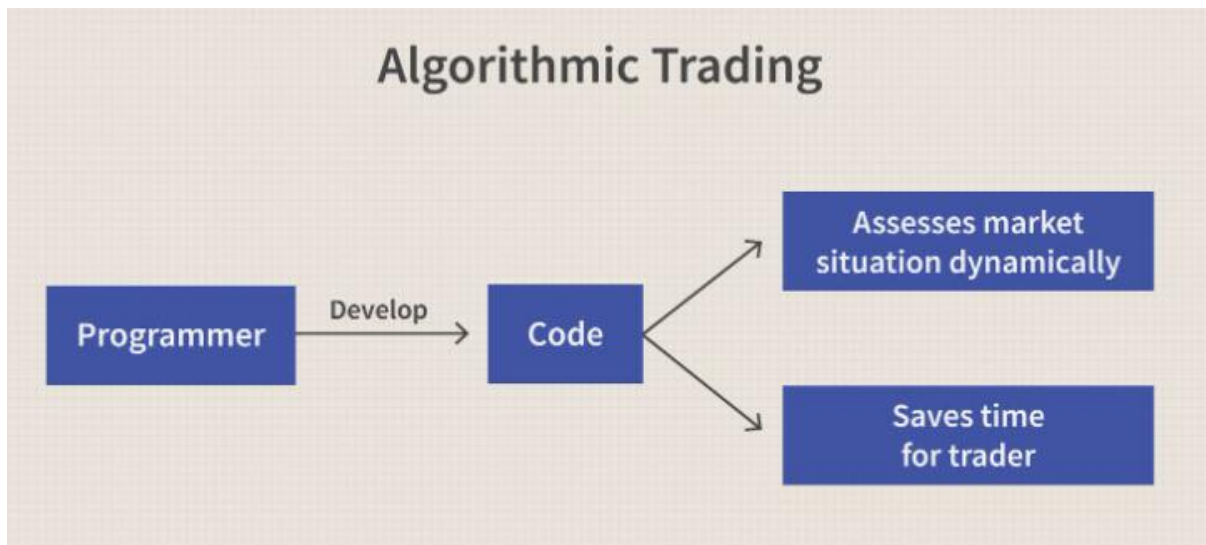 Algorithmic Trading
Programmer
Develop
Code
Assesses market
situation dynamically
Saves time
for trader